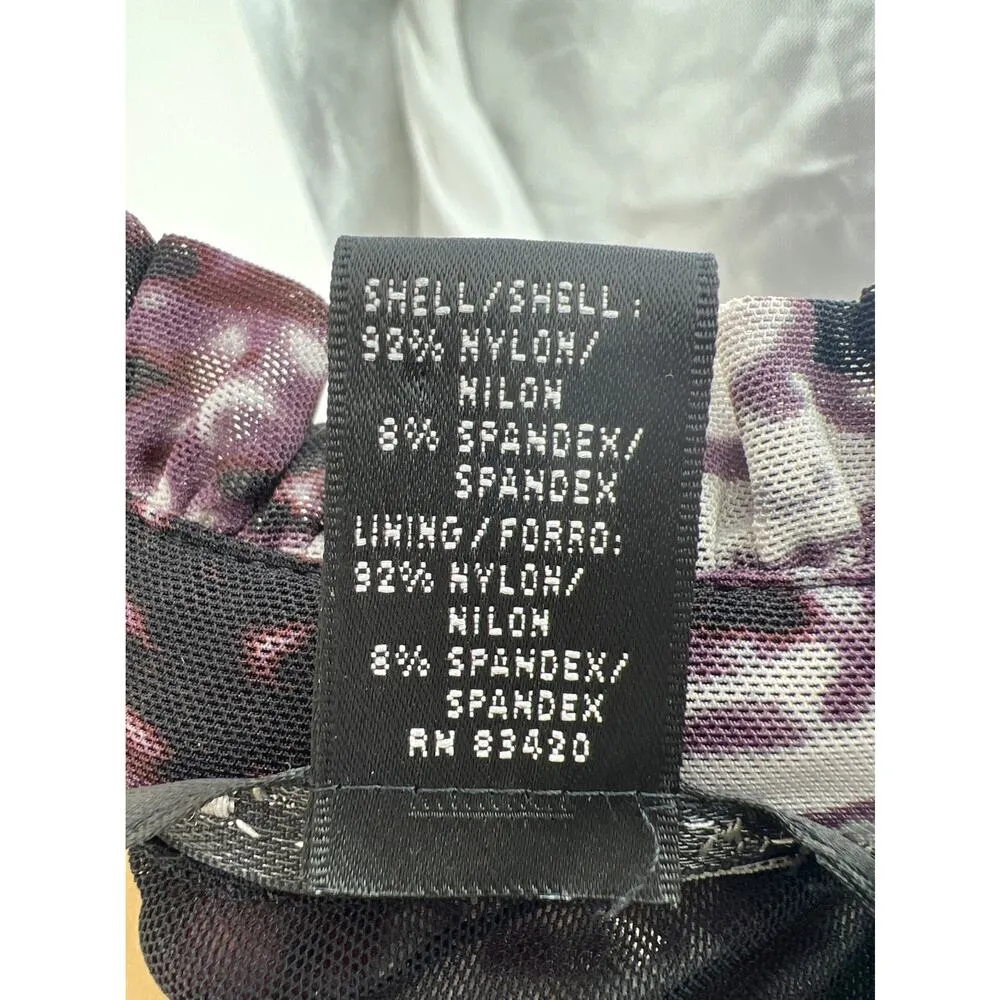 SHELL/SHELL:
92% NYLON/
NILON
8% SPANDEX/
SPANDEX
LINING/FORRO:
92% NYLON/
NILON
8% SPANDEX/
SPANDEX
RN 83420